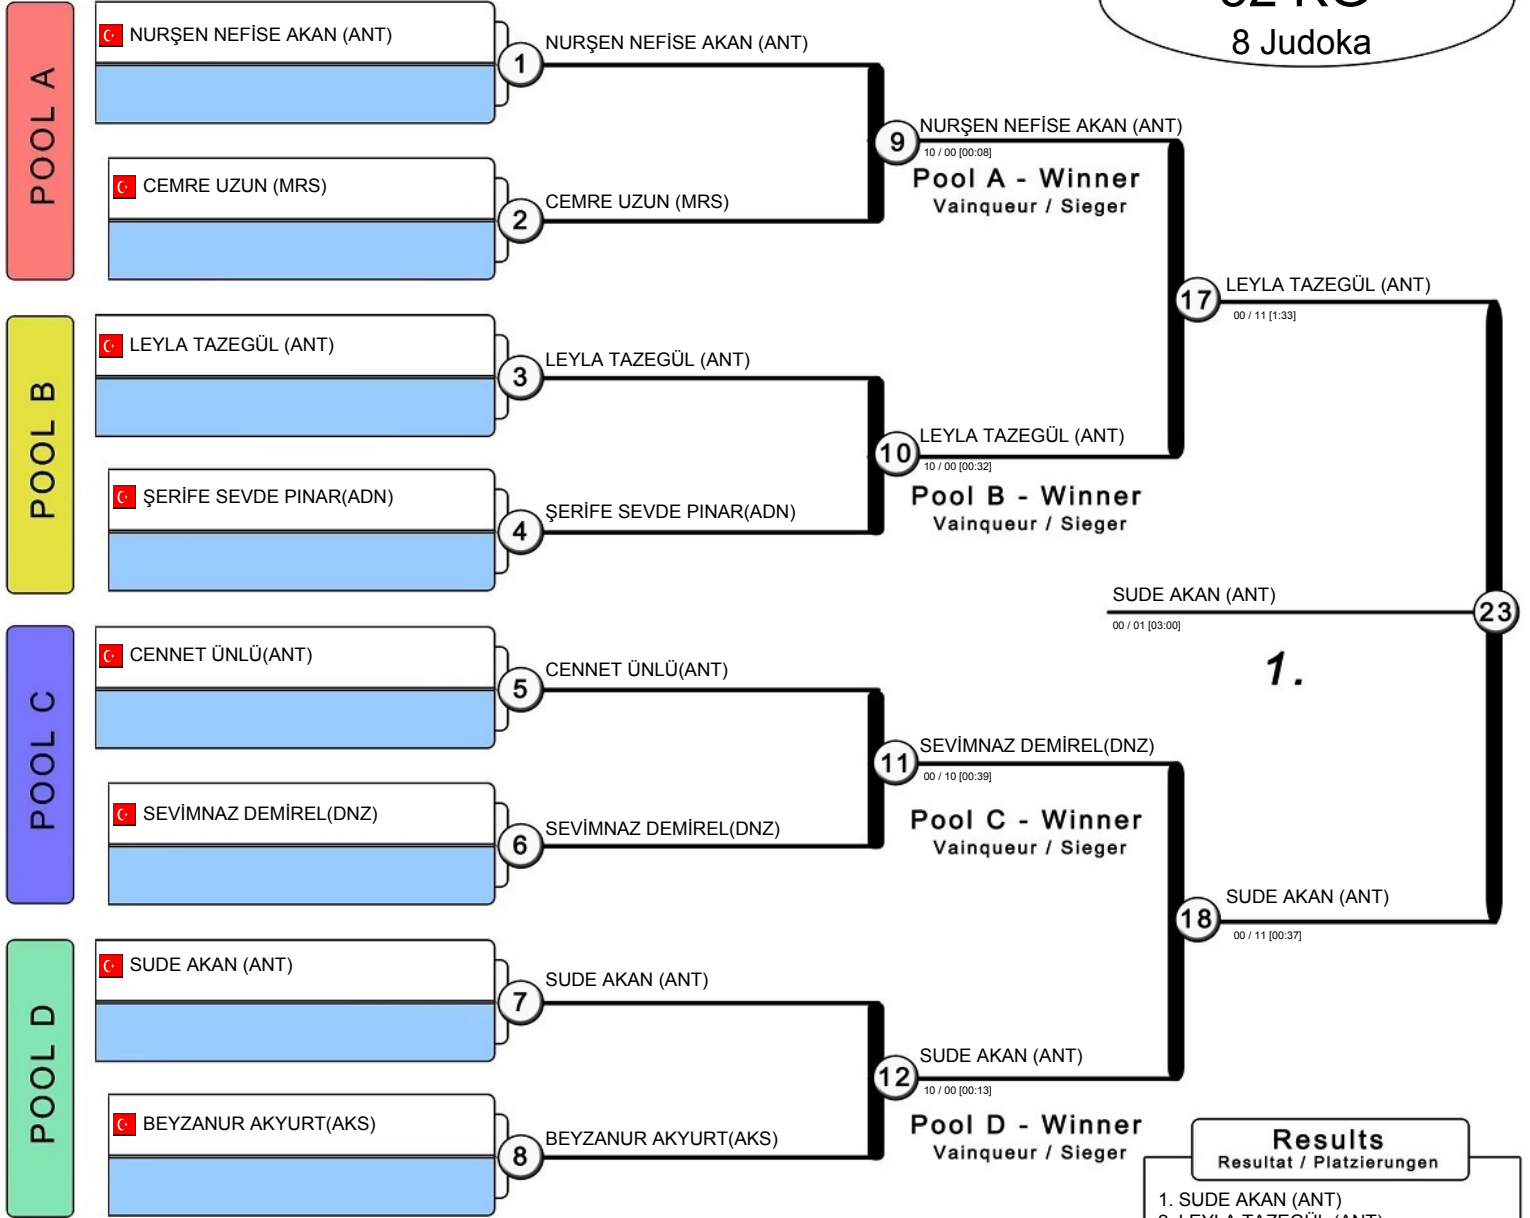 8 Judoka
POOL A
NURŞEN NEFİSE AKAN (ANT)
1
NURŞEN NEFİSE AKAN (ANT)
CEMRE UZUN (MRS)
2
CEMRE UZUN (MRS)
9
NURŞEN NEFİSE AKAN (ANT)
10 / 00 [00:08]
Pool A - Winner
Vainqueur / Sieger
POOL B
LEYLA TAZEGÜL (ANT)
3
LEYLA TAZEGÜL (ANT)
ŞERİFE SEVDE PINAR(ADN)
4
ŞERİFE SEVDE PINAR(ADN)
10
LEYLA TAZEGÜL (ANT)
10 / 00 [00:32]
Pool B - Winner
Vainqueur / Sieger
17
LEYLA TAZEGÜL (ANT)
00 / 11 [1:33]
POOL C
CENNET ÜNLÜ(ANT)
5
CENNET ÜNLÜ(ANT)
SEVİMNAZ DEMİREL(DNZ)
6
SEVİMNAZ DEMİREL(DNZ)
11
SEVİMNAZ DEMİREL(DNZ)
00 / 10 [00:39]
Pool C - Winner
Vainqueur / Sieger
POOL D
SUDE AKAN (ANT)
7
SUDE AKAN (ANT)
BEYZANUR AKYURT(AKS)
8
BEYZANUR AKYURT(AKS)
12
SUDE AKAN (ANT)
10 / 00 [00:13]
Pool D - Winner
Vainqueur / Sieger
18
SUDE AKAN (ANT)
00 / 11 [00:37]
SUDE AKAN (ANT)
23
00 / 01 [03:00]
1.
Results
Resultat / Platzierungen
1. SUDE AKAN (ANT)
2. LEYLA TAZEGÜL (ANT)